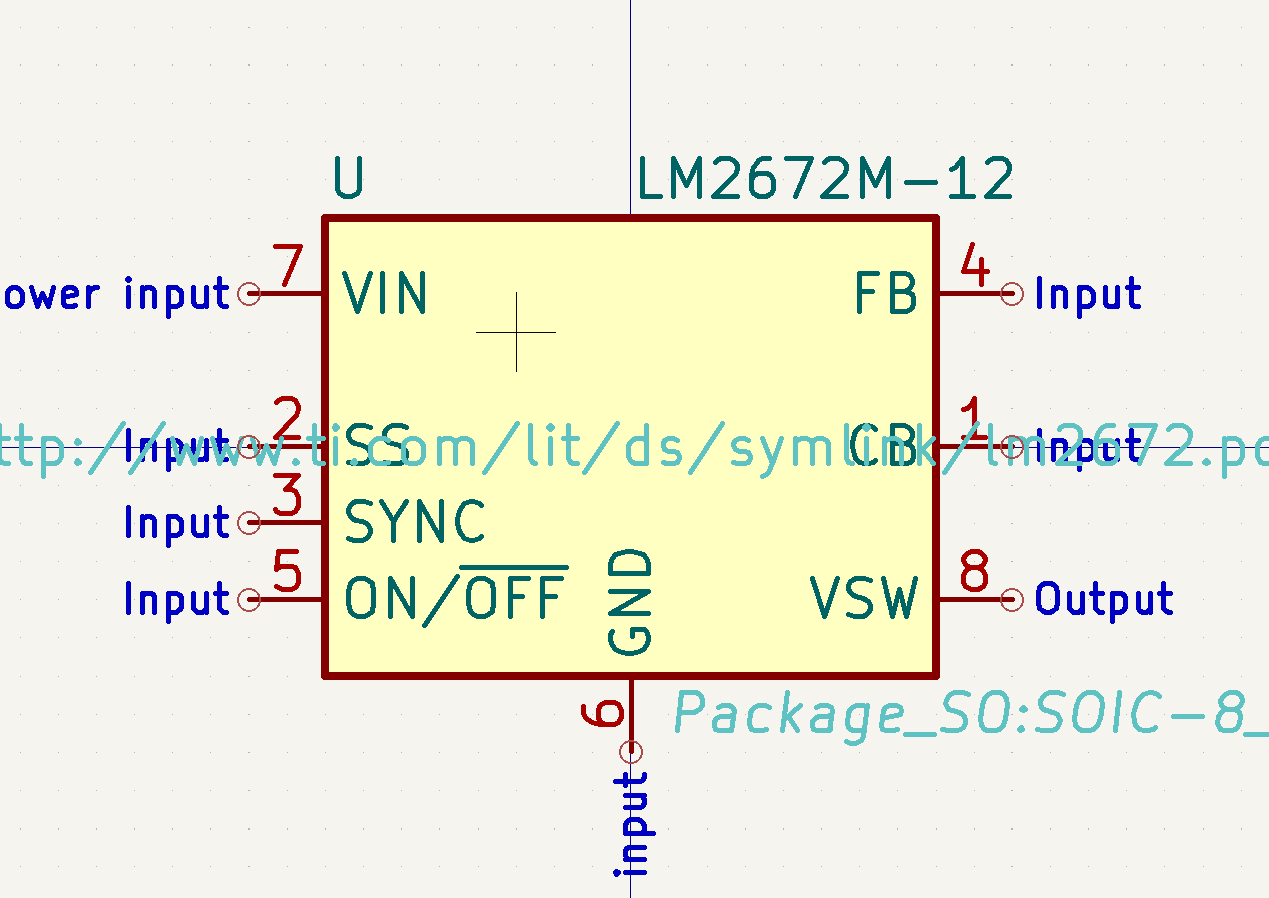 U LM2672M-12
7 4
ower input VIN FB Input
2 1
Input SS CB Input
ttp://www.ti.com/lit/ds/symlink/lm2672.pd
3
Input SYNC
5 8
Input ON/OFF GND VSW Output
6 Package_SO:SOIC-8_
input